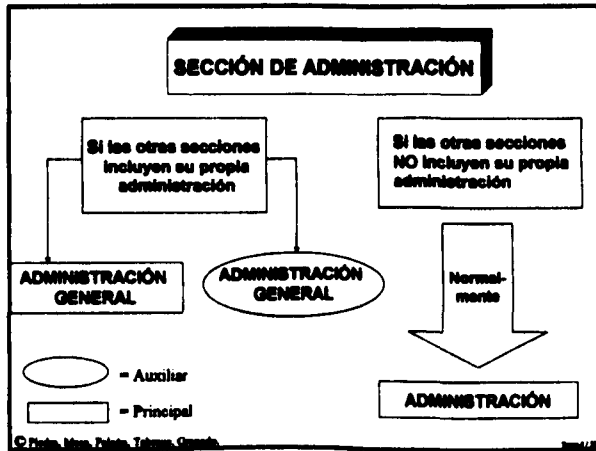 SECCIÓN DE ADMINISTRACIÓN
Si las otras secciones
incluyen su propia
administración
Si las otras secciones
NO incluyen su propia
administración
ADMINISTRACIÓN
GENERAL
ADMINISTRACIÓN
GENERAL
Normal-
mente
ADMINISTRACIÓN
= Auxiliar
= Principal
©